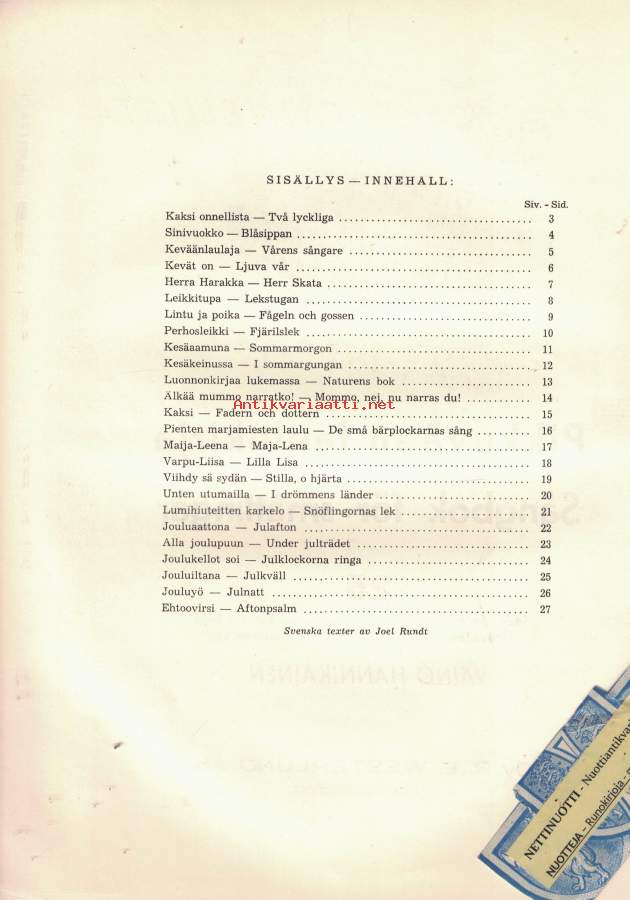 SISÄLLYS — INNEHALL:
Siv. - Sid.
Kaksi onnellista — Två lyckliga ................................... 3
Sinivuokko — Blåsippan ................................... 4
Keväänlaulaja — Vårens sångare ................................... 5
Kevät on — Ljuva vår ................................... 6
Herra Harakka — Herr Skata ................................... 7
Leikkitupa — Lekstugan ................................... 8
Lintu ja poika — Fågeln och gossen ................................... 9
Perhosleikki — Fjärilslek ................................... 10
Kesäaamuna — Sommarmorgon ................................... 11
Kesäkeinussa — I sommargungan ................................... 12
Luonnonkirjaa lukemassa — Naturens bok ................................... 13
Älkää mummo narratko! — Mommo, nej, nu narras du! ................................... 14
Antikvariaatti.net
Kaksi — Fadern och dottern ................................... 15
Pienten marjamiesten laulu — De små bärplockarnas sång ................................... 16
Maija-Leena — Maja-Lena ................................... 17
Varpu-Liisa — Lilla Lisa ................................... 18
Viihdy sä sydän — Stilla, o hjärta ................................... 19
Unten utumailla — I drömmens länder ................................... 20
Lumihiuteitten karkelo — Snöflingornas lek ................................... 21
Jouluaattona — Julafton ................................... 22
Alla joulupuun — Under julträdet ................................... 23
Joulukellot soi — Julklockorna ringa ................................... 24
Jouluiltana — Julkväll ................................... 25
Jouluyö — Julnatt ................................... 26
Ehtoovirsi — Aftonpsalm ................................... 27
Svenska texter av Joel Rundt
VÄINÖ HANNIKAINEN
NETTINUOTTI - Nuottiantikvari
NUOTTEJA – Runokirjoja -